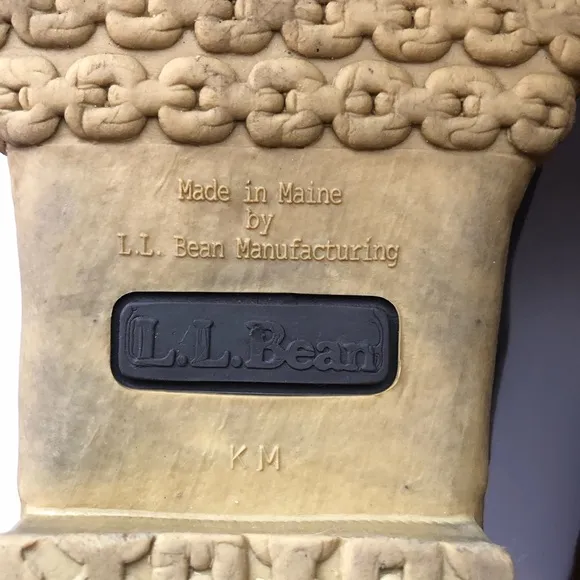 Made in Maine
by
L.L. Bean Manufacturing
L.L.Bean
KM